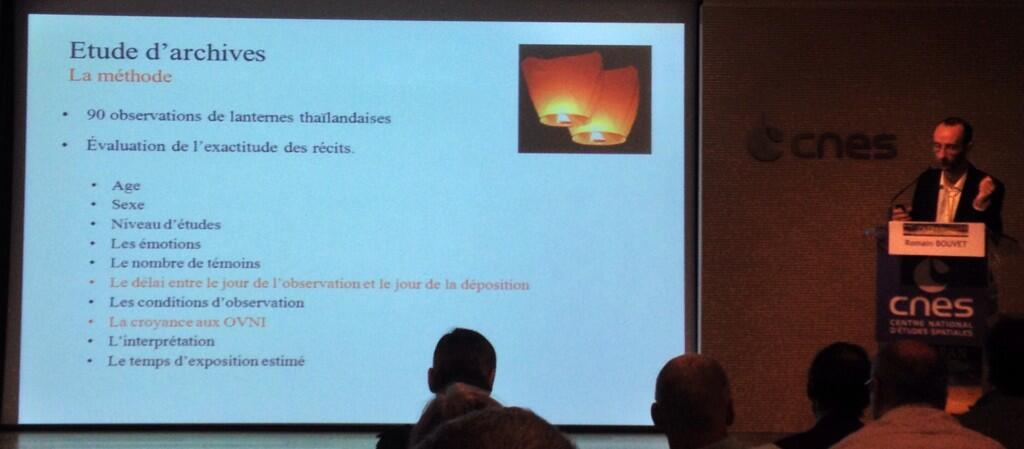 Etude d'archives
La méthode
• 90 observations de lanternes thaïlandaises
• Évaluation de l'exactitude des récits.
• Age
• Sexe
• Niveau d'études
• Les émotions
• Le nombre de témoins
• Le délai entre le jour de l'observation et le jour de la déposition
• Les conditions d'observation
• La croyance aux OVNI
• L'interprétation
• Le temps d'exposition estimé
cnes
Romain BOUVET
cnes
CENTRE NATIONAL
D'ÉTUDES SPATIALES